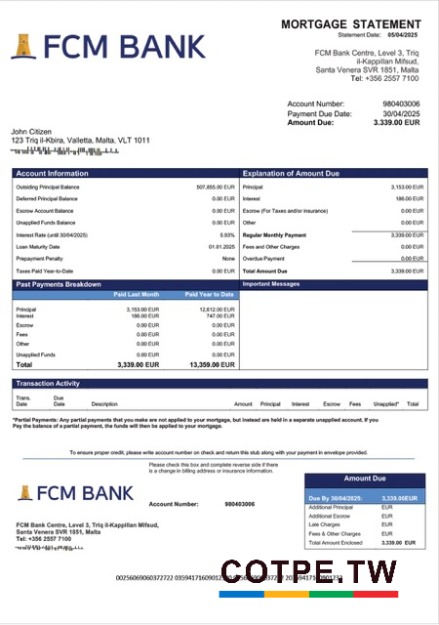 MORTGAGE STATEMENT
Statement Date: 05/04/2025
FCM BANK
FCM Bank Centre, Level 3, Triq
il-Kappillan Mifsud,
Santa Venera SVR 1851, Malta
Tel: +356 2557 7100
Account Number: 980403006
Payment Due Date: 30/04/2025
Amount Due: 3.339.00 EUR
John Citizen
123 Triq il-Kbira, Valletta, Malta, VLT 1011
Account Information
Outsiding Principal Balance 507,855.00 EUR
Deferred Principal Balance 0.00 EUR
Escrow Account Balance 0.00 EUR
Unapplied Funds Balance 0.00 EUR
Interest Rate (until 30/04/2025)
Loan Maturity Date 01.01.2025
Prepayment Penalty None
Taxes Paid Year-to-Date 0.00 EUR
Explanation of Amount Due
Principal 3,153.00 EUR
Interest 186.00 EUR
Escrow (For Taxes and/or insurance) 0.00 EUR
Other 0.00 EUR
Regular Monthly Payment 3,339.00 EUR
Fees and Other Charges 0.00 EUR
Overdue Payment 0.00 EUR
Total Amount Due 3,339.00 EUR
Past Payments Breakdown
Paid Last Month Paid Year to Date
Principal 3,153.00 EUR 12,612.00 EUR
Interest 186.00 EUR 747.00 EUR
Escrow 0.00 EUR 0.00 EUR
Fees 0.00 EUR 0.00 EUR
Other 0.00 EUR 0.00 EUR
Unapplied Funds 0.00 EUR 0.00 EUR
Total 3,339.00 EUR 13,359.00 EUR
Important Messages
Transaction Activity
Trans. Date Due Date Description Amount Principal Interest Escrow Fees Unapplied* Total
*Partial Payments: Any partial payments that you make are not applied to your mortgage, but instead are held in a separate unapplied account. If you
Pay the balance of a partial payment, the funds will then be applied to your mortgage.
To ensure proper credit, please write account number on check and return this stub along with your payment in envelope provided.
Please check this box and complete reverse side if there
is a change in billing address or insurance information.
FCM BANK
Account Number: 980403006
FCM Bank Centre, Level 3, Triq il-Kappillan Mifsud,
Santa Venera SVR 1851, Malta
Tel: +356 2557 7100
Amount Due
Due By 30/04/2025: 3,339.00EUR
Additional Principal EUR
Additional Escrow EUR
Late Charges EUR
Fees & Other Charges EUR
Total Amount Enclosed 3,339.00 EUR
COTPE.TW